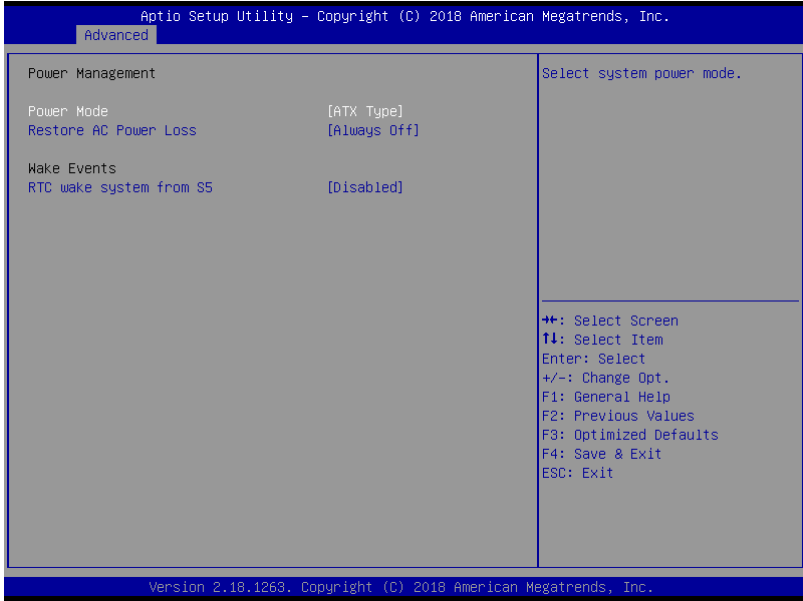 Aptio Setup Utility – Copyright (C) 2018 American Megatrends, Inc.
Advanced
Power Management
Power Mode [ATX Type]
Restore AC Power Loss [Always Off]
Wake Events
RTC wake system from S5 [Disabled]
Select system power mode.
→←: Select Screen
↑↓: Select Item
Enter: Select
+/-: Change Opt.
F1: General Help
F2: Previous Values
F3: Optimized Defaults
F4: Save & Exit
ESC: Exit
Version 2.18.1263. Copyright (C) 2018 American Megatrends, Inc.